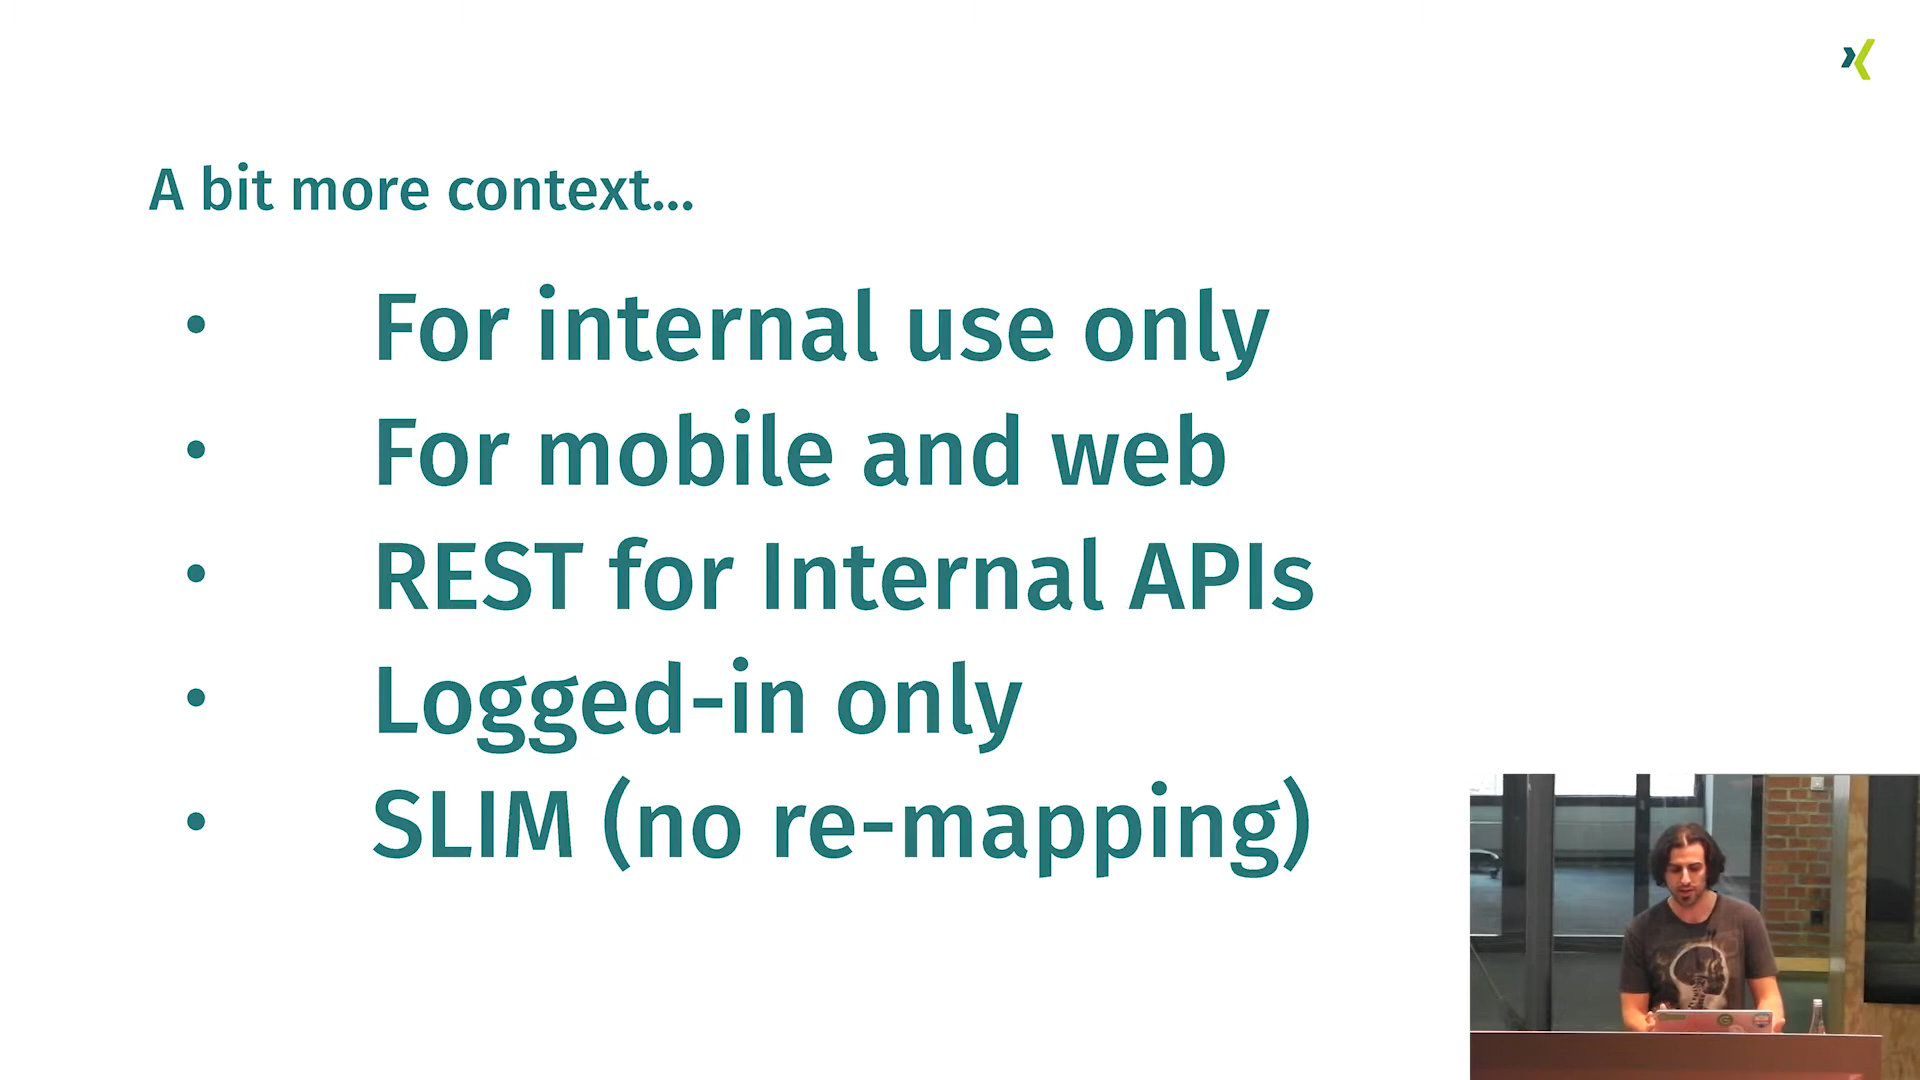 A bit more context...
• For internal use only
• For mobile and web
• REST for Internal APIs
• Logged-in only
• SLIM (no re-mapping)